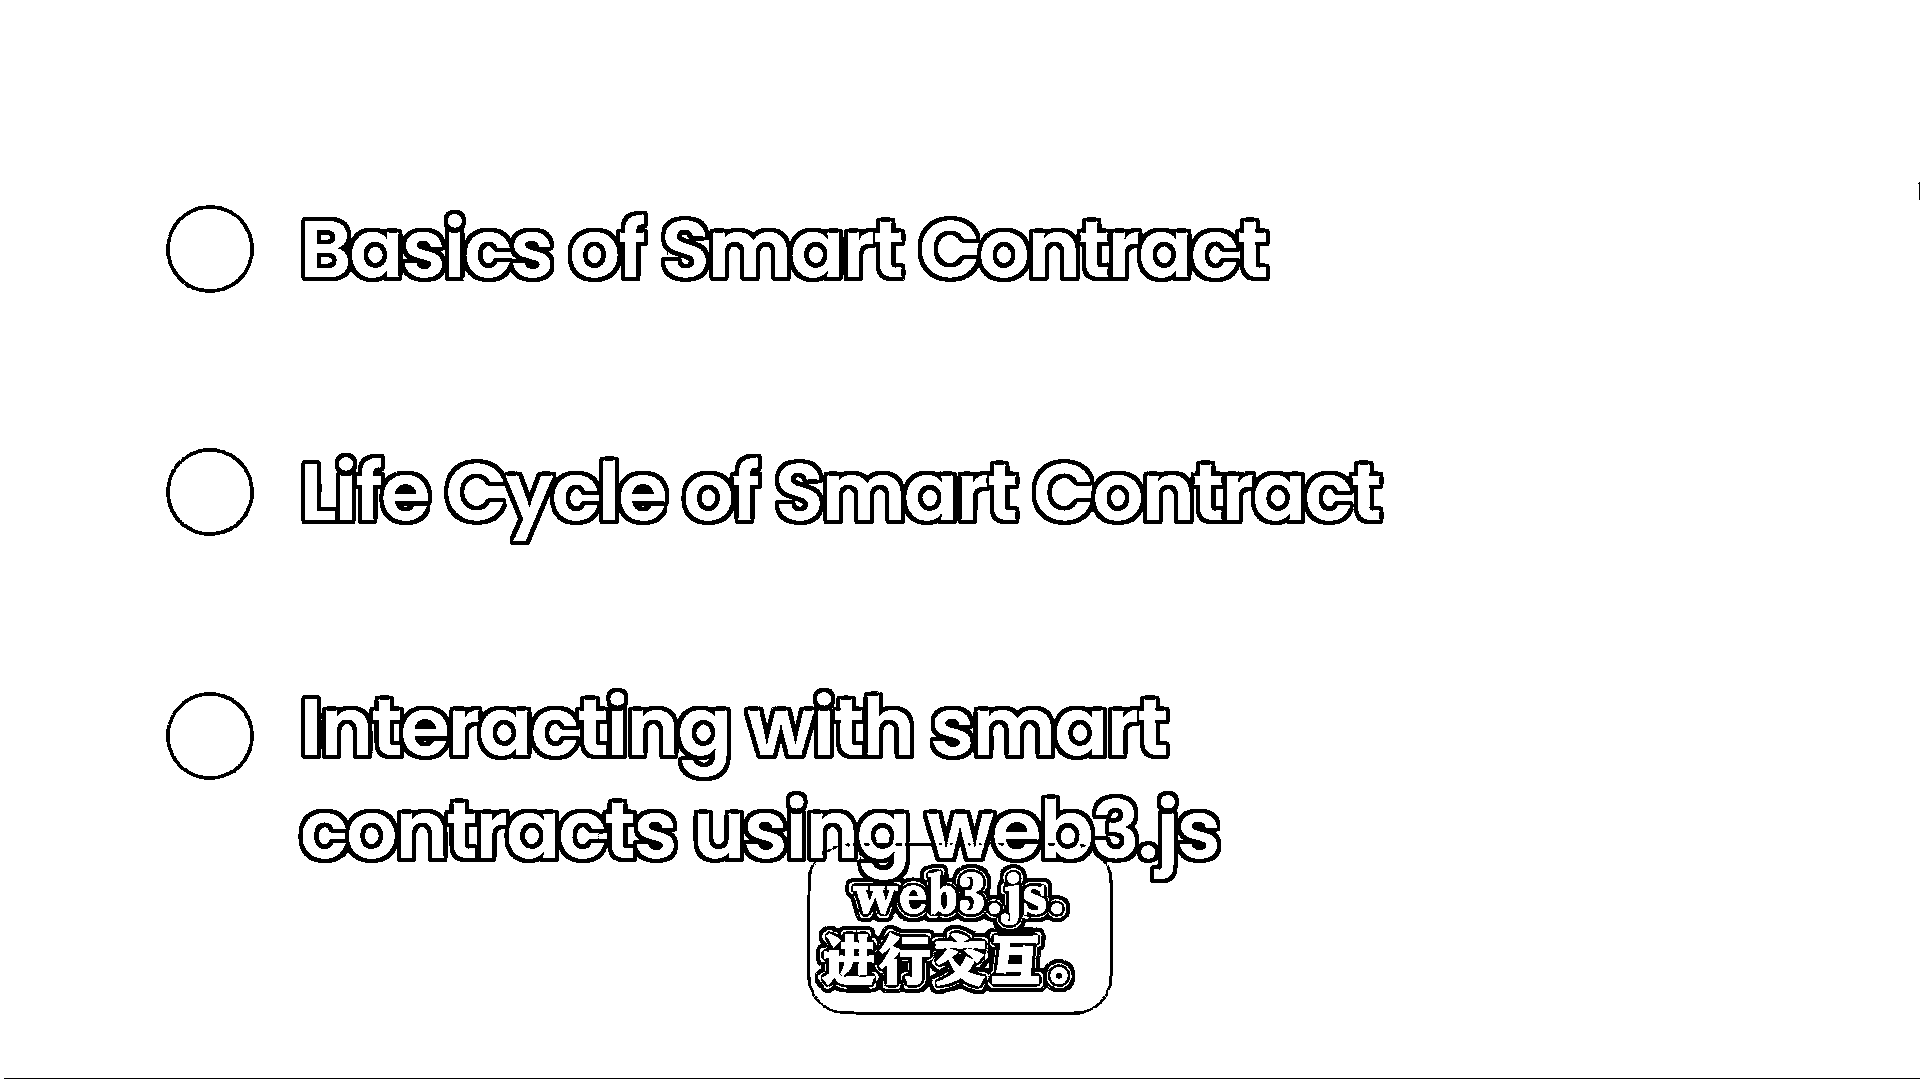 Basics of Smart Contract
Life Cycle of Smart Contract
Interacting with smart
contracts using web3.js
web3.js.
进行交互。